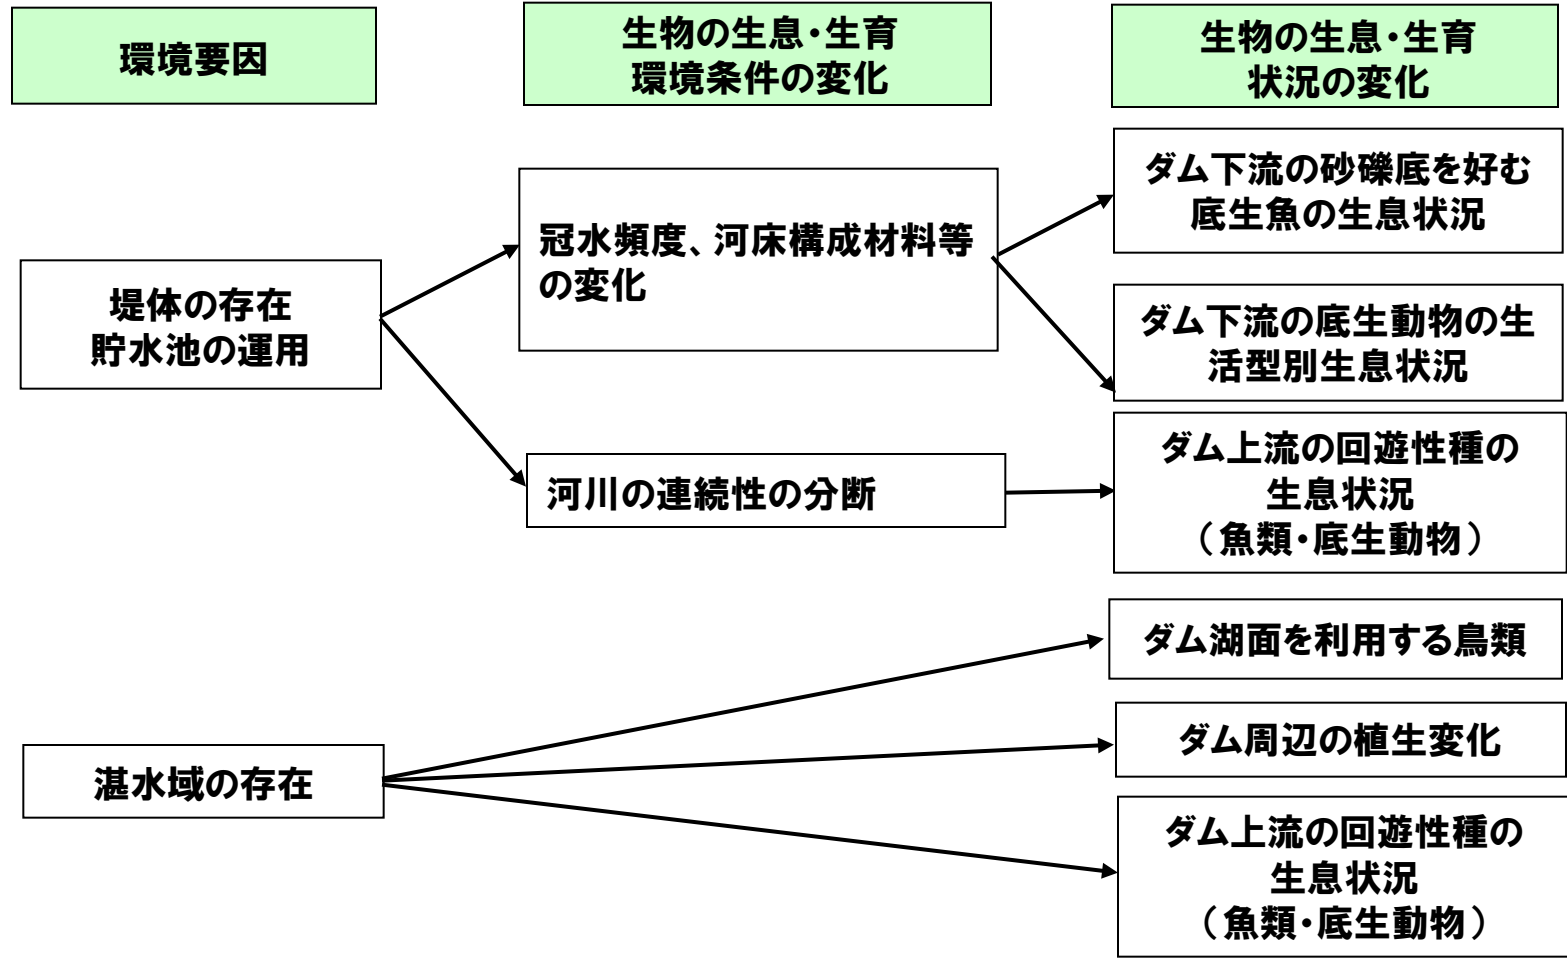 環境要因
生物の生息・生育
環境条件の変化
生物の生息・生育
状況の変化
堤体の存在
貯水池の運用
冠水頻度、河床構成材料等
の変化
河川の連続性の分断
ダム下流の砂礫底を好む
底生魚の生息状況
ダム下流の底生動物の生
活型別生息状況
ダム上流の回遊性種の
生息状況
(魚類・底生動物)
湛水域の存在
ダム湖面を利用する鳥類
ダム周辺の植生変化
ダム上流の回遊性種の
生息状況
(魚類・底生動物)